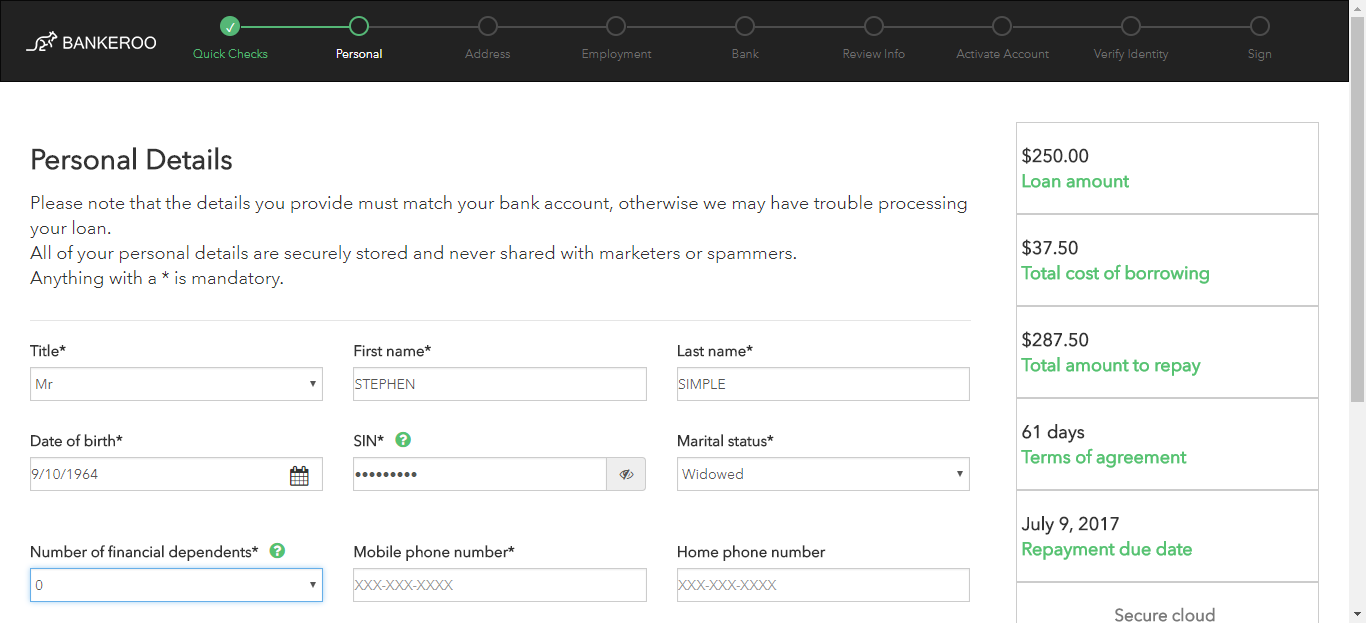 BANKEROO
Quick Checks
Personal
Address
Employment
Bank
Review Info
Activate Account
Verify Identity
Sign
Personal Details
Please note that the details you provide must match your bank account, otherwise we may have trouble processing
your loan.
All of your personal details are securely stored and never shared with marketers or spammers.
Anything with a * is mandatory.
Title*
First name*
Last name*
Mr
STEPHEN
SIMPLE
Date of birth*
SIN* ?
Marital status*
9/10/1964
•••••••••
Widowed
Number of financial dependents* ?
Mobile phone number*
Home phone number
0
XXX-XXX-XXXX
XXX-XXX-XXXX
$250.00
Loan amount
$37.50
Total cost of borrowing
$287.50
Total amount to repay
61 days
Terms of agreement
July 9, 2017
Repayment due date
Secure cloud